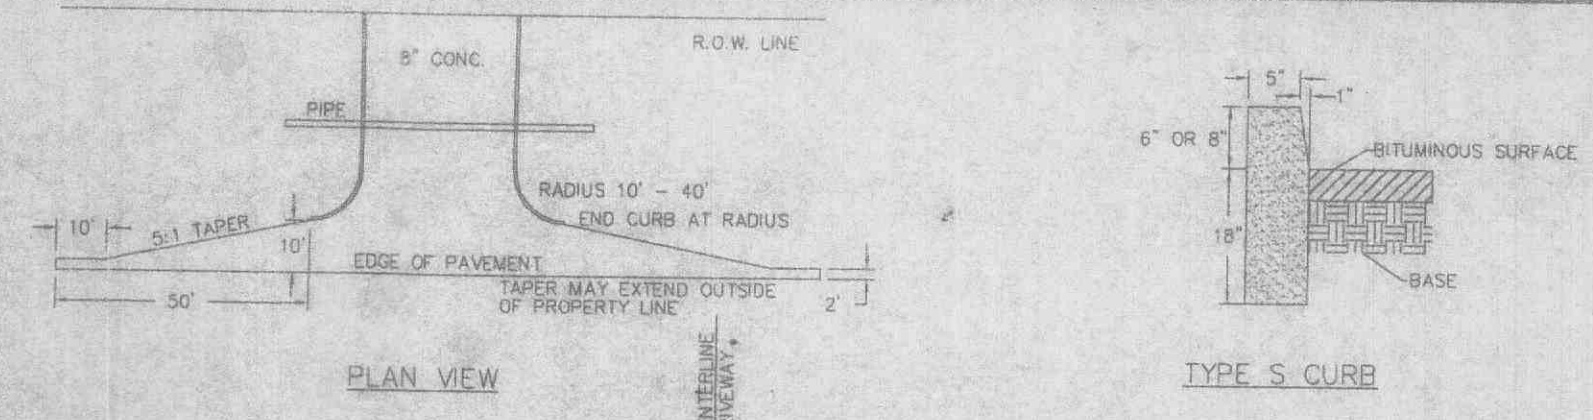 R.O.W. LINE
8" CONC.
PIPE
RADIUS 10' - 40'
END CURB AT RADIUS
10'
5:1 TAPER
10'
EDGE OF PAVEMENT
TAPER MAY EXTEND OUTSIDE
OF PROPERTY LINE
50'
2'
PLAN VIEW
5"
1"
6" OR 8"
BITUMINOUS SURFACE
18"
BASE
TYPE S CURB